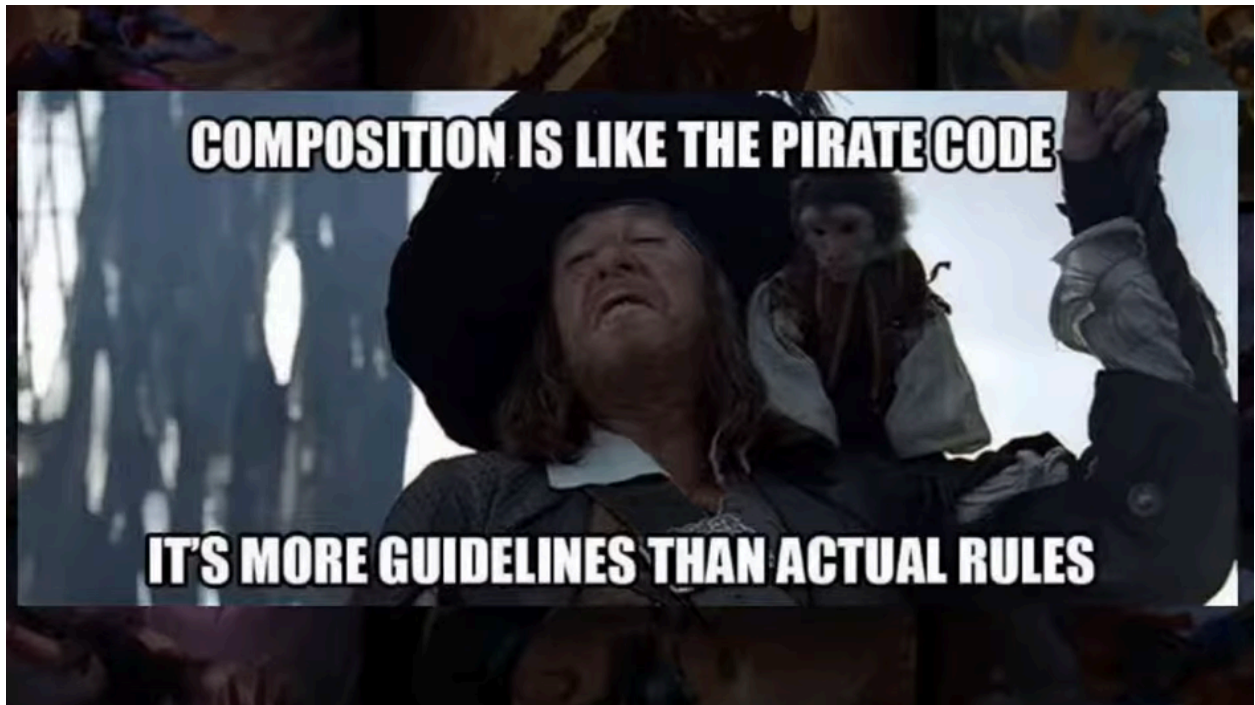 COMPOSITION IS LIKE THE PIRATE CODE
IT'S MORE GUIDELINES THAN ACTUAL RULES